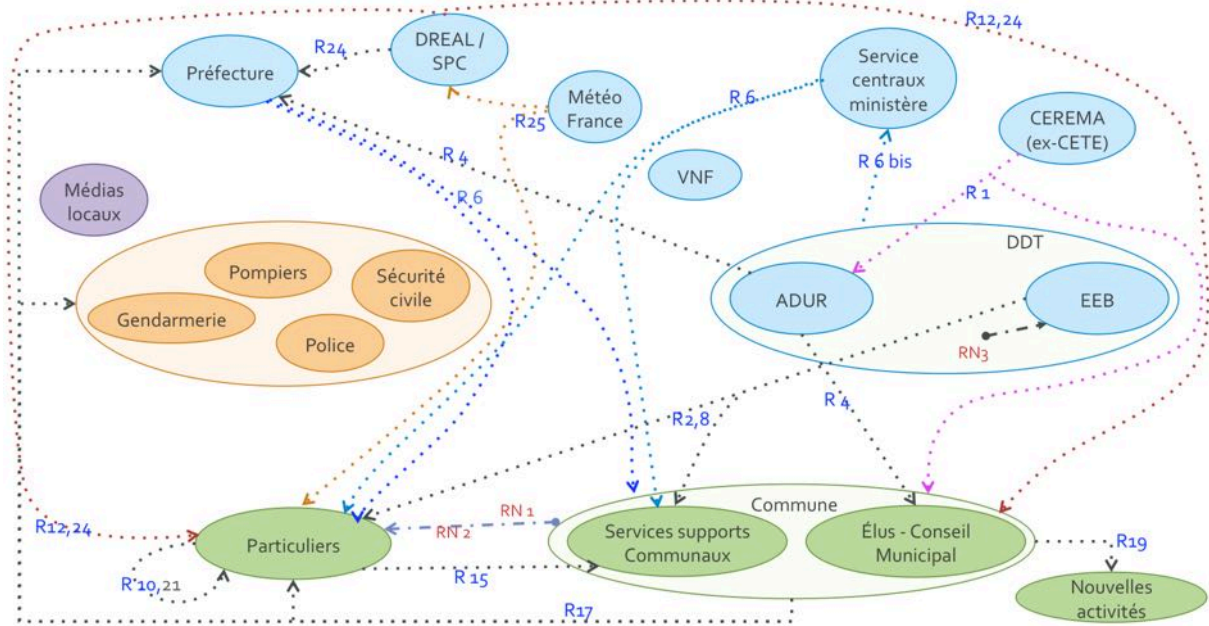 R12,24
DREAL /
SPC
R24
Préfecture
Service
centraux
ministère
R 6
Météo
France
R25
CEREMA
(ex-CETE)
R 4
R 6 bis
VNF
R 1
Médias
locaux
R 6
DDT
Pompiers
Sécurité
civile
Gendarmerie
Police
ADUR
EEB
RN3
R2,8
R 4
Commune
RN 1
RN 2
R12,24
Particuliers
Services supports
Communaux
Élus - Conseil
Municipal
R19
R 10,21
R 15
Nouvelles
activités
R17